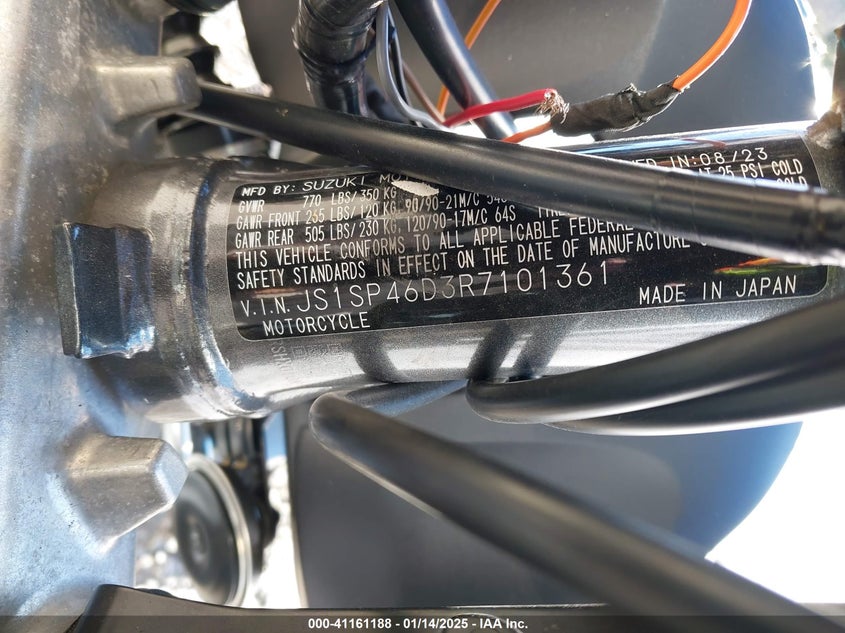 MFD BY: SUZUKI IN: 08/23
GVWR 770 LBS/350 KG 25 PSI COLD
GAWR FRONT 265 LBS/120 KG, 90/90-21M/C 54S
GAWR REAR 505 LBS/230 KG, 120/90-17M/C 64S
THIS VEHICLE CONFORMS TO ALL APPLICABLE FEDERAL
SAFETY STANDARDS IN EFFECT ON THE DATE OF MANUFACTURE
V.I.N. JS1SP46D3R7101361 MADE IN JAPAN
MOTORCYCLE
000-41161188 - 01/14/2025 - IAA Inc.